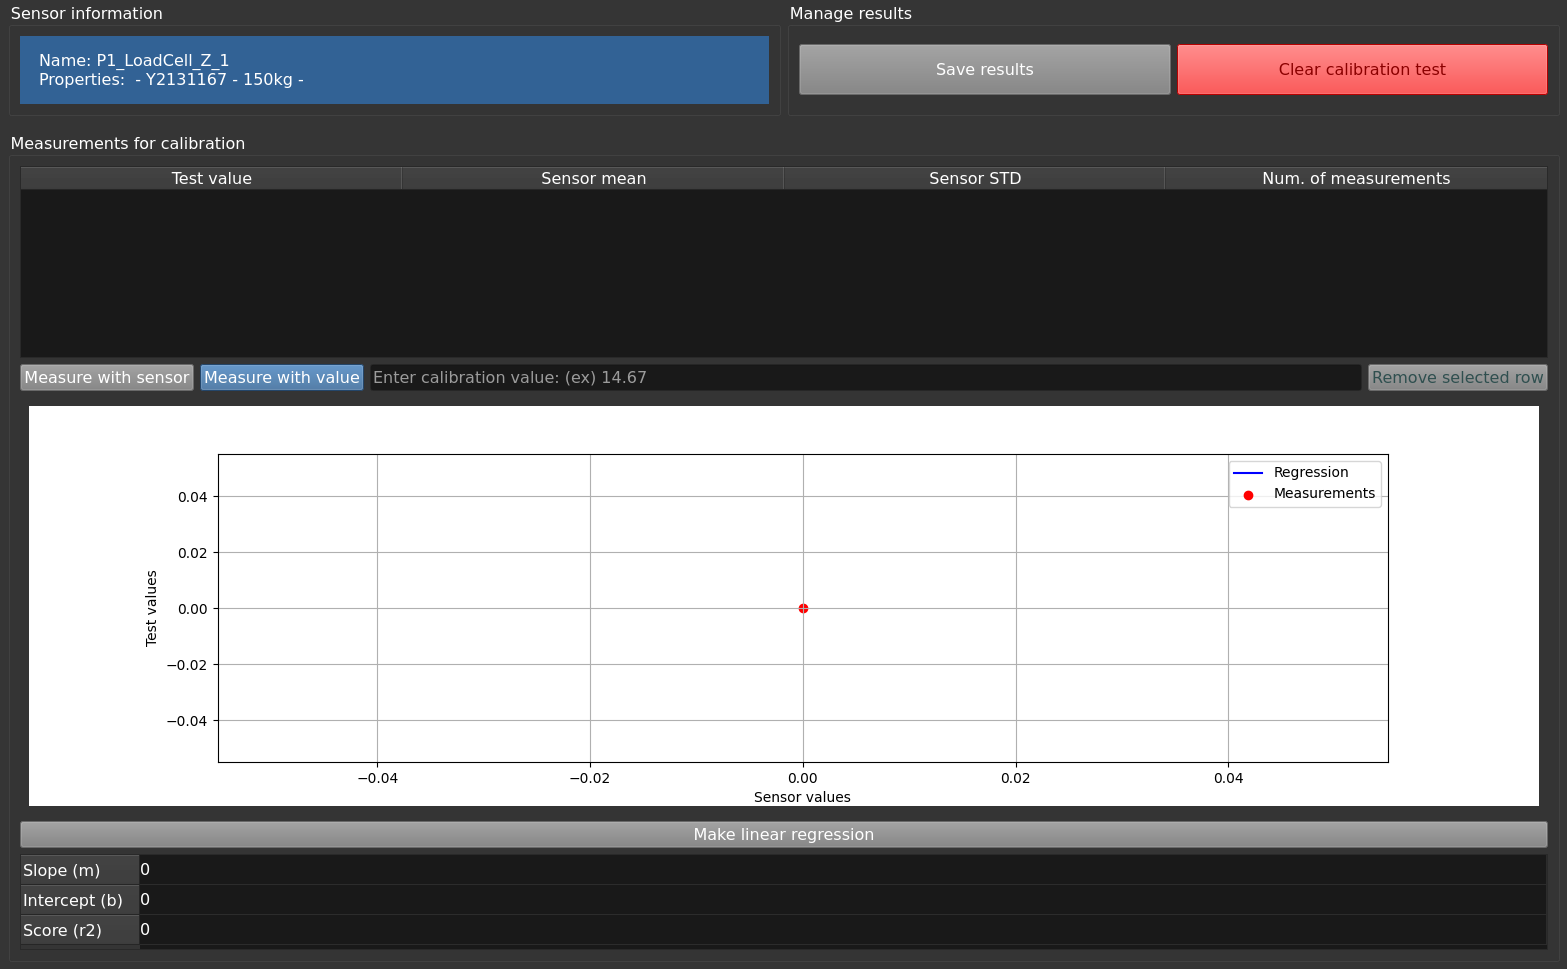 Sensor information
Manage results
Name: P1_LoadCell_Z_1
Properties:  - Y2131167 - 150kg -
Save results
Clear calibration test
Measurements for calibration
Test value
Sensor mean
Sensor STD
Num. of measurements
Measure with sensor
Measure with value
Enter calibration value: (ex) 14.67
Remove selected row
Regression
Measurements
0.04
0.02
0.00
−0.02
−0.04
Test values
−0.04
−0.02
0.00
0.02
0.04
Sensor values
Make linear regression
Slope (m) 0
Intercept (b) 0
Score (r2) 0